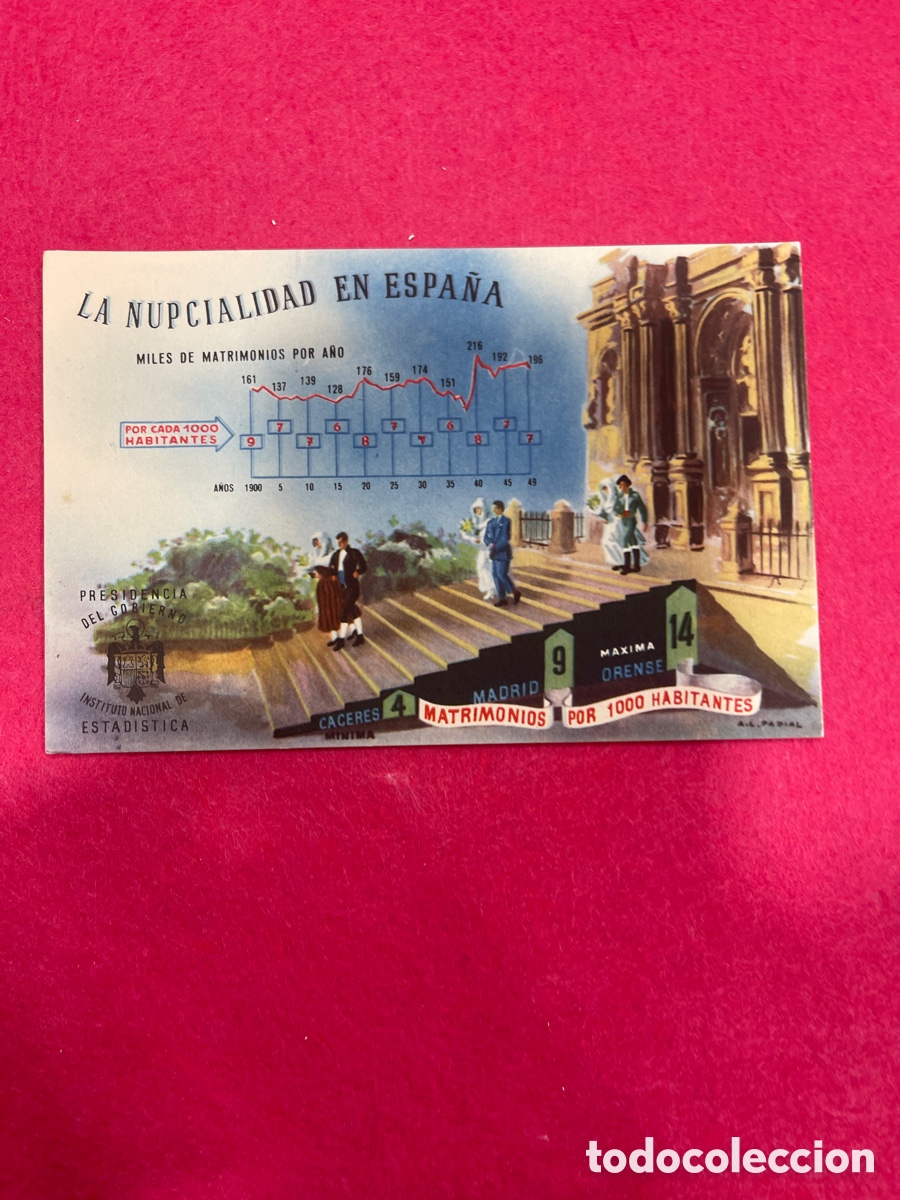 LA NUPCIALIDAD EN ESPAÑA
MILES DE MATRIMONIOS POR AÑO
161 137 139 128 176 159 174 151 216 192 196
POR CADA 1000
HABITANTES
9 7 7 6 8 7 7 6 8 7 7
AÑOS 1900 5 10 15 20 25 30 35 40 45 49
PRESIDENCIA
DEL GOBIERNO
INSTITUTO NACIONAL DE
ESTADISTICA
CACERES 4
MINIMA
MADRID 9
MAXIMA
ORENSE 14
MATRIMONIOS POR 1000 HABITANTES
A.L. PADIAL
todocoleccion